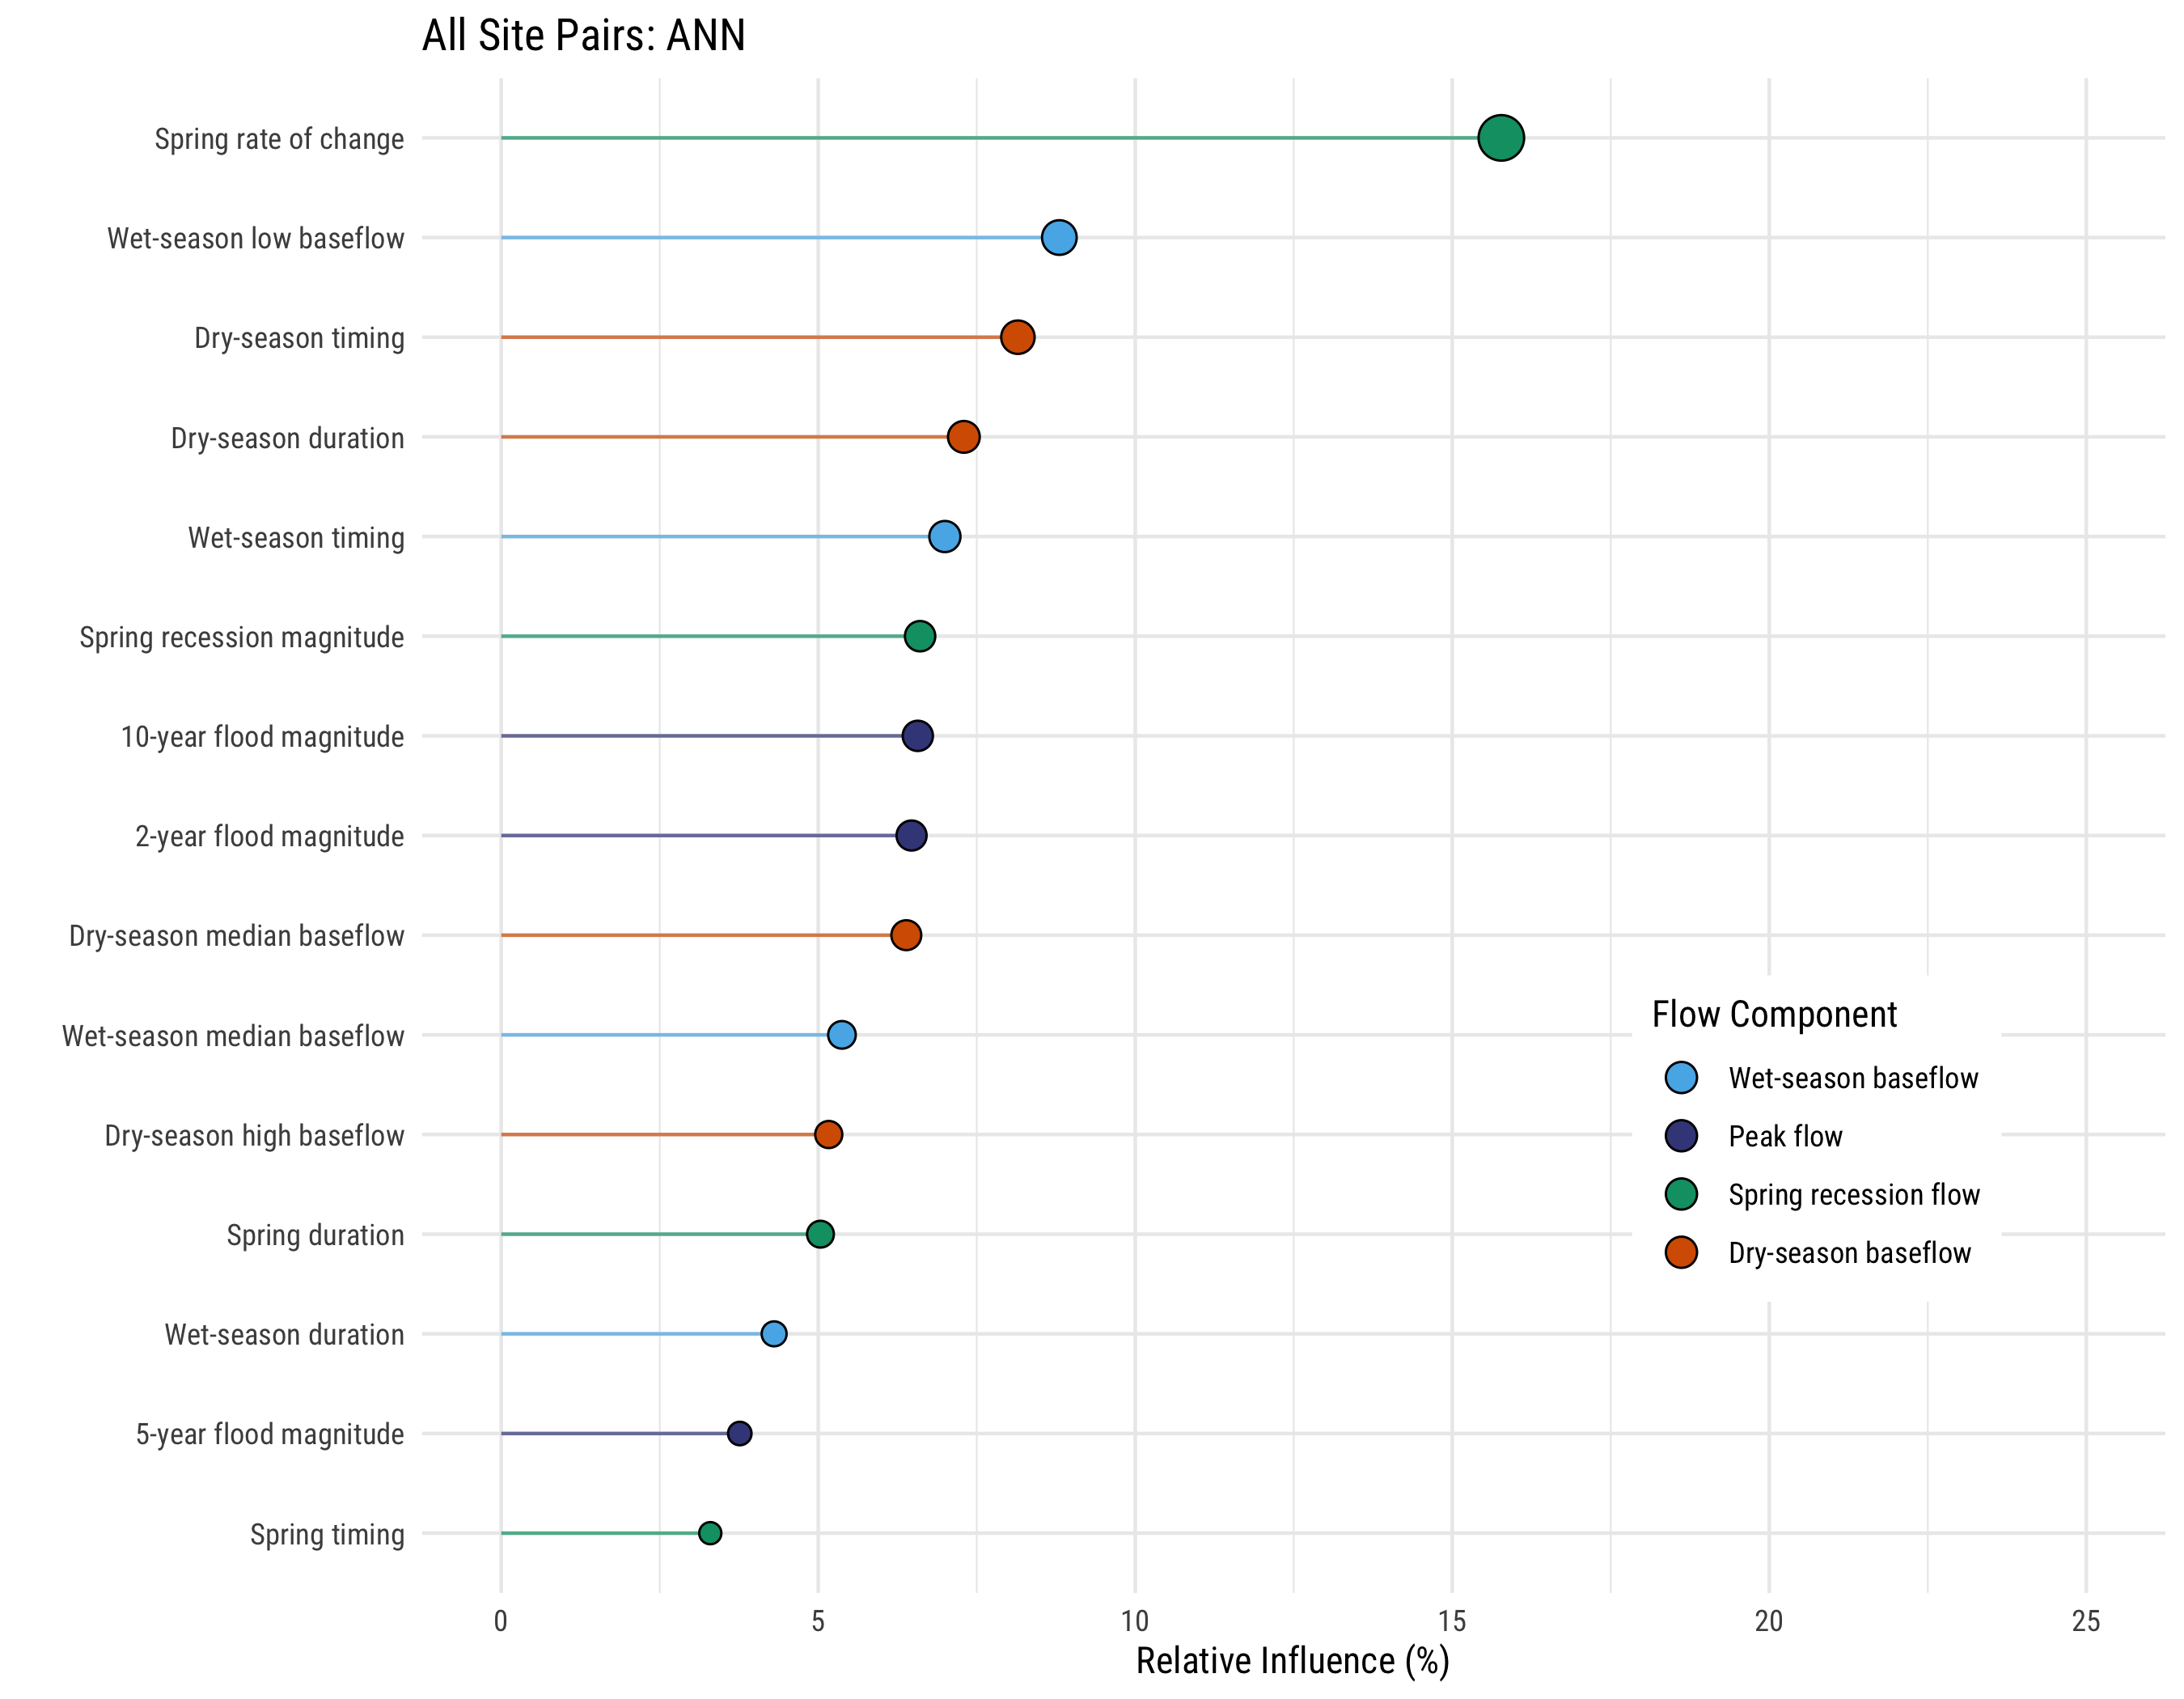 All Site Pairs: ANN
Spring rate of change
Wet-season low baseflow
Dry-season timing
Dry-season duration
Wet-season timing
Spring recession magnitude
10-year flood magnitude
2-year flood magnitude
Dry-season median baseflow
Wet-season median baseflow
Dry-season high baseflow
Spring duration
Wet-season duration
5-year flood magnitude
Spring timing
Flow Component
Wet-season baseflow
Peak flow
Spring recession flow
Dry-season baseflow
0 5 10 15 20 25
Relative Influence (%)